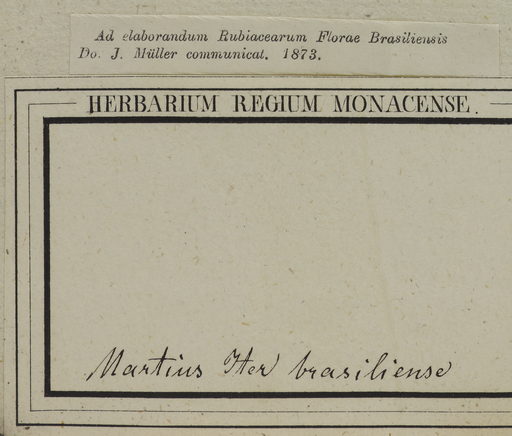 Ad elaborandum Rubiacearum Florae Brasiliensis
Do. J. Müller communicat. 1873.
HERBARIUM REGIUM MONACENSE.
Martius Iter brasiliense